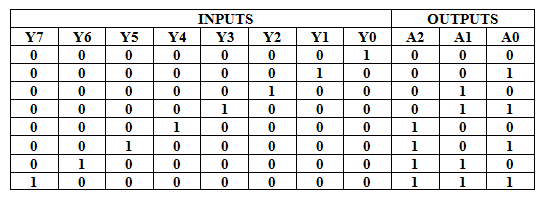 INPUTS OUTPUTS
Y7 Y6 Y5 Y4 Y3 Y2 Y1 Y0 A2 A1 A0
0 0 0 0 0 0 0 1 0 0 0
0 0 0 0 0 0 1 0 0 0 1
0 0 0 0 0 1 0 0 0 1 0
0 0 0 0 1 0 0 0 0 1 1
0 0 0 1 0 0 0 0 1 0 0
0 0 1 0 0 0 0 0 1 0 1
0 1 0 0 0 0 0 0 1 1 0
1 0 0 0 0 0 0 0 1 1 1